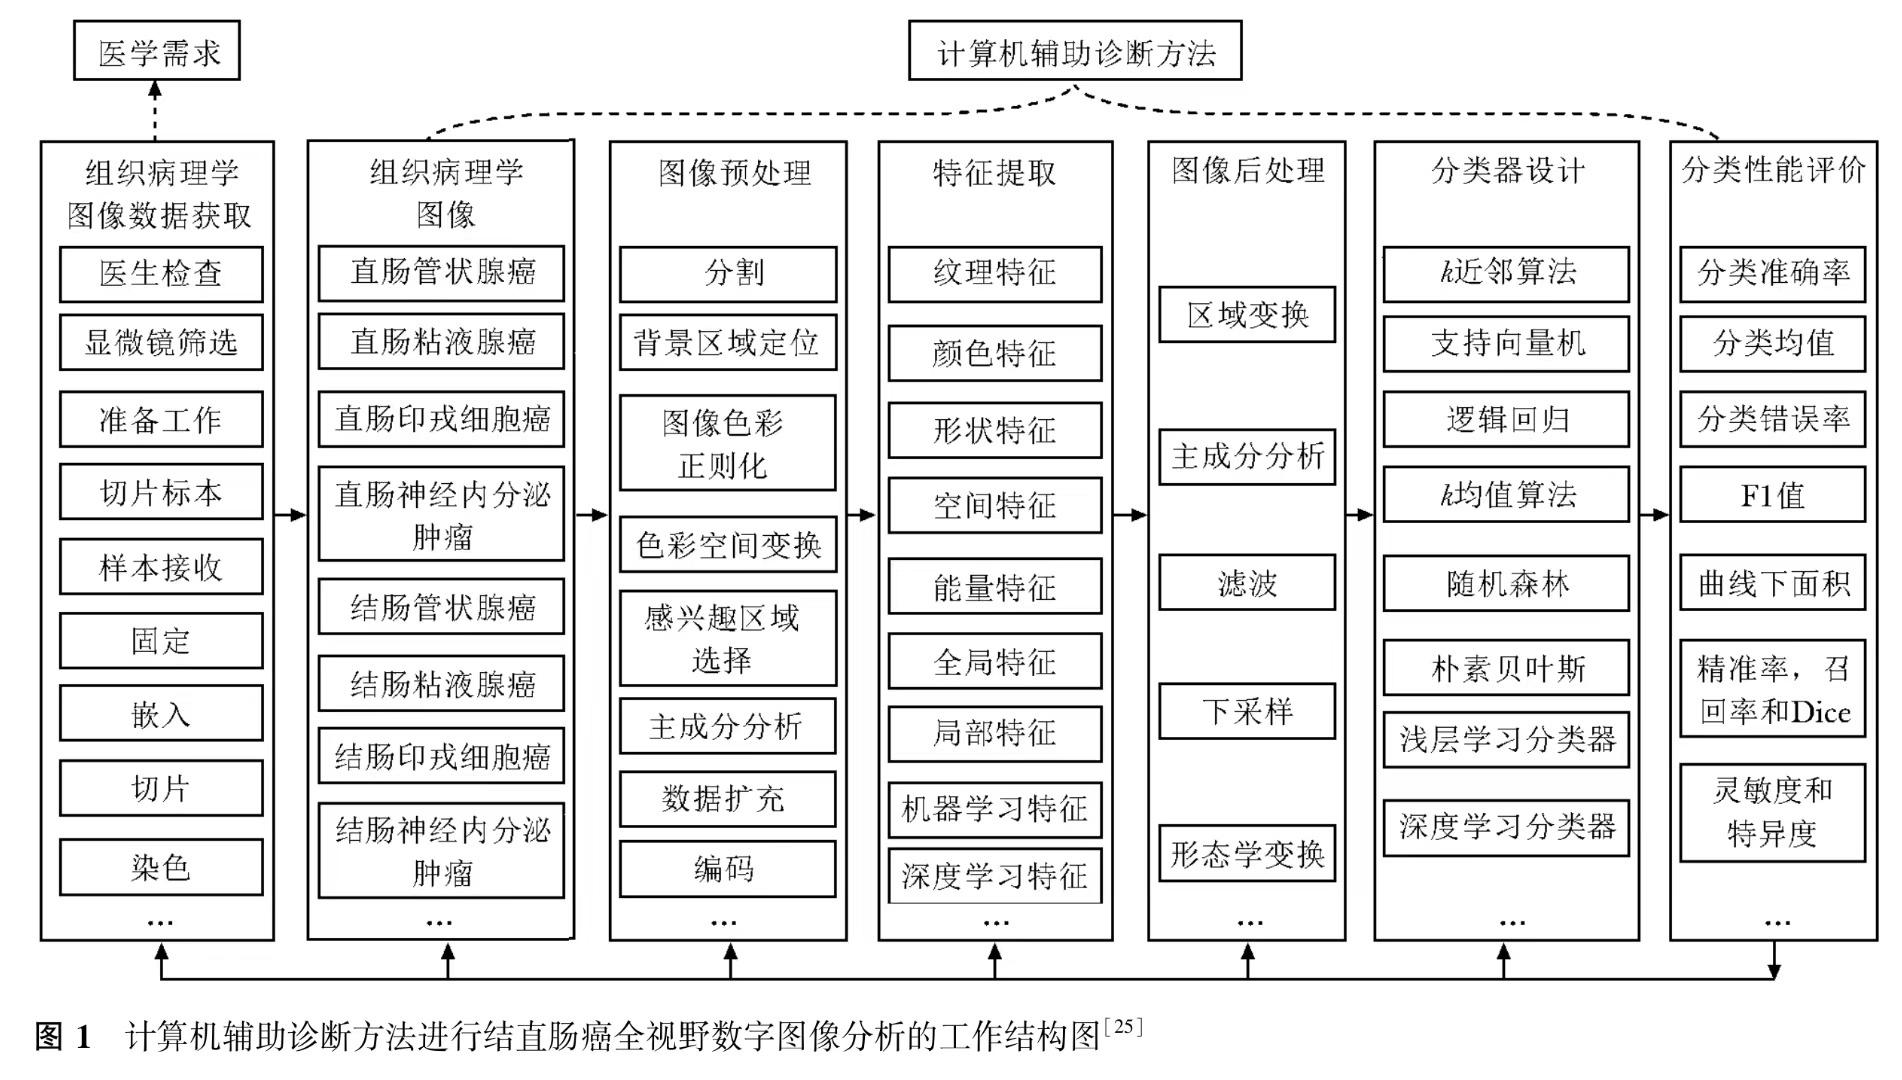 医学需求
计算机辅助诊断方法
组织病理学
图像数据获取
医生检查
显微镜筛选
准备工作
切片标本
样本接收
固定
嵌入
切片
染色
...
组织病理学
图像
直肠管状腺癌
直肠粘液腺癌
直肠印戎细胞癌
直肠神经内分泌
肿瘤
结肠管状腺癌
结肠粘液腺癌
结肠印戎细胞癌
结肠神经内分泌
肿瘤
...
图像预处理
分割
背景区域定位
图像色彩
正则化
色彩空间变换
感兴趣区域
选择
主成分分析
数据扩充
编码
...
特征提取
纹理特征
颜色特征
形状特征
空间特征
能量特征
全局特征
局部特征
机器学习特征
深度学习特征
...
图像后处理
区域变换
主成分分析
滤波
下采样
形态学变换
...
分类器设计
k近邻算法
支持向量机
逻辑回归
k均值算法
随机森林
朴素贝叶斯
浅层学习分类器
深度学习分类器
...
分类性能评价
分类准确率
分类均值
分类错误率
F1值
曲线下面积
精准率，召
回率和Dice
灵敏度和
特异度
...
图 1 计算机辅助诊断方法进行结直肠癌全视野数字图像分析的工作结构图[25]